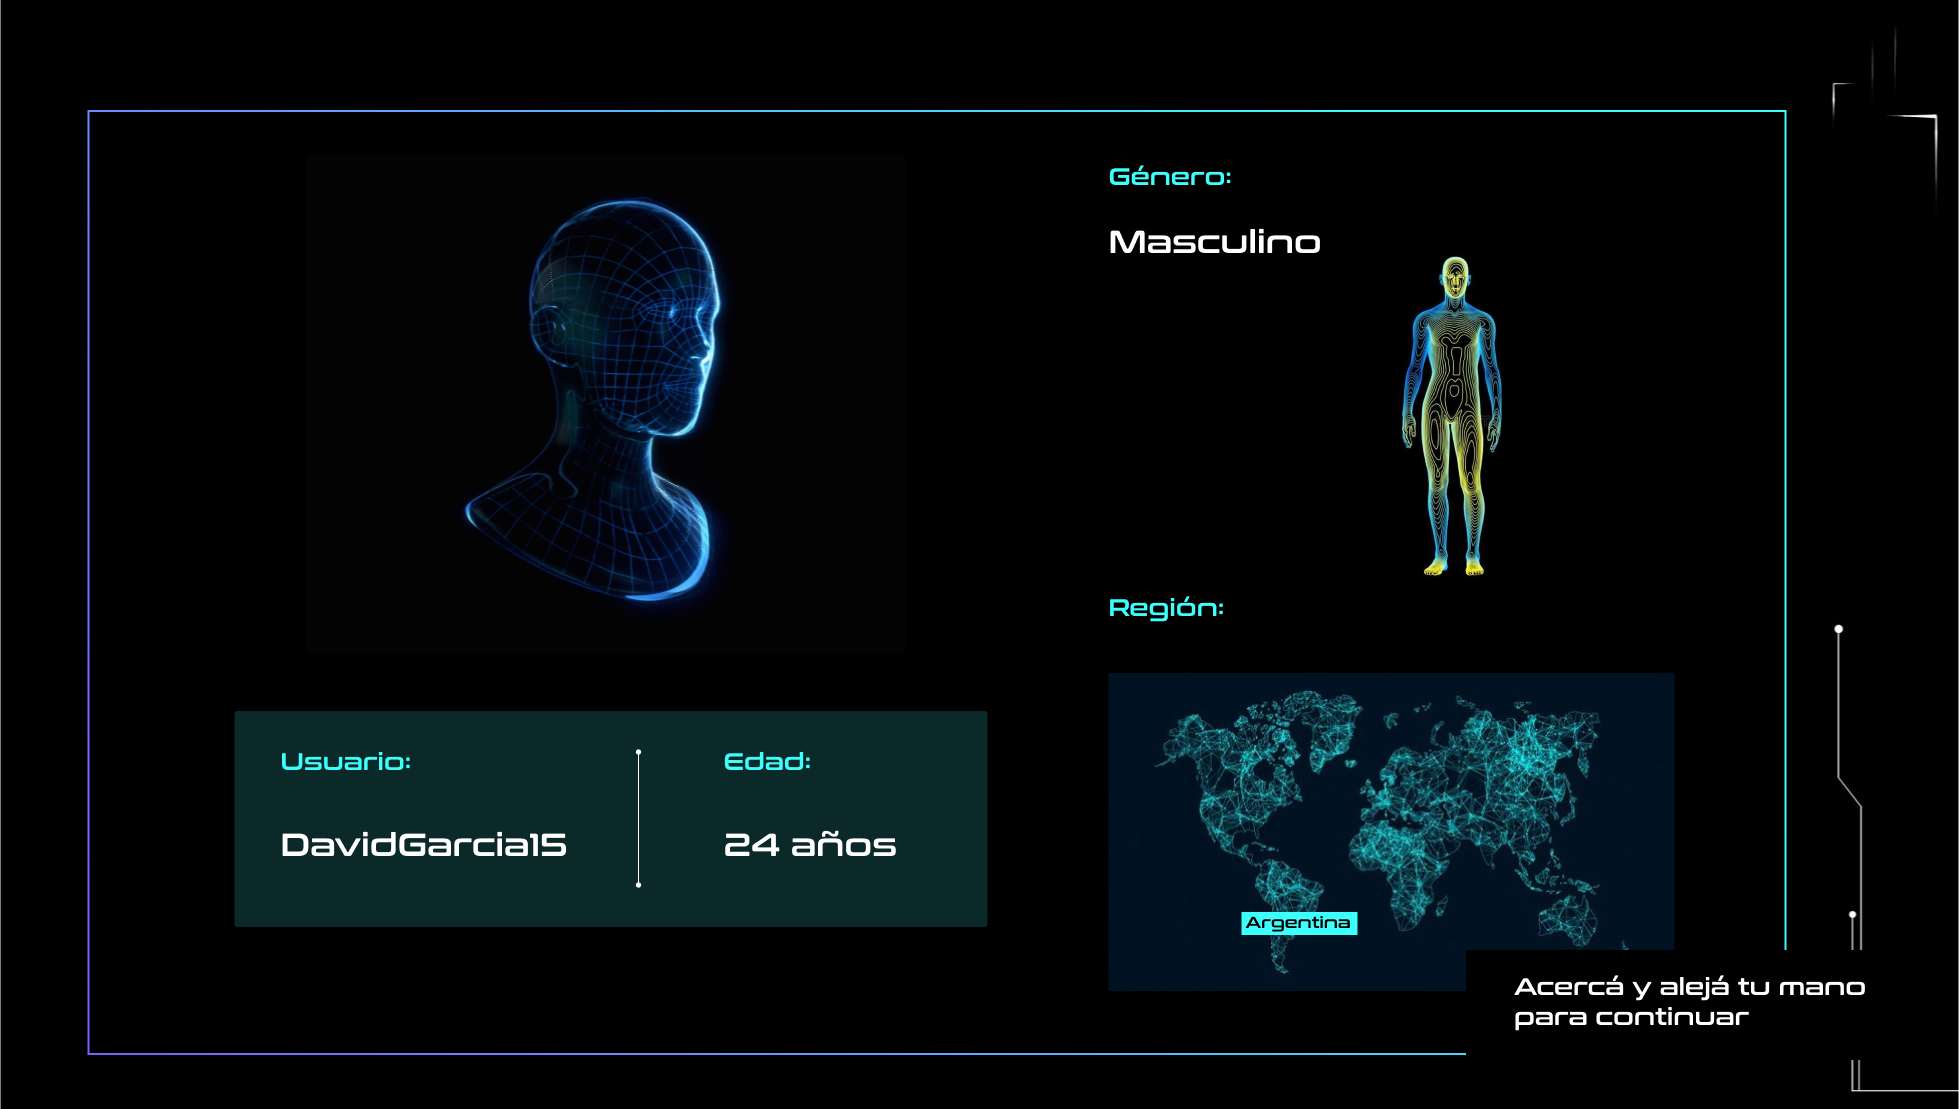 Género:
Masculino
Región:
Usuario:
DavidGarcia15
Edad:
24 años
Argentina
Acercá y alejá tu mano
para continuar